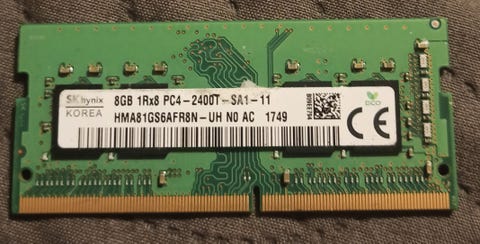 SK hynix
KOREA
8GB 1Rx8 PC4-2400T-SA1-11
HMA81GS6AFR8N-UH N0 AC 1749
ECO
CE